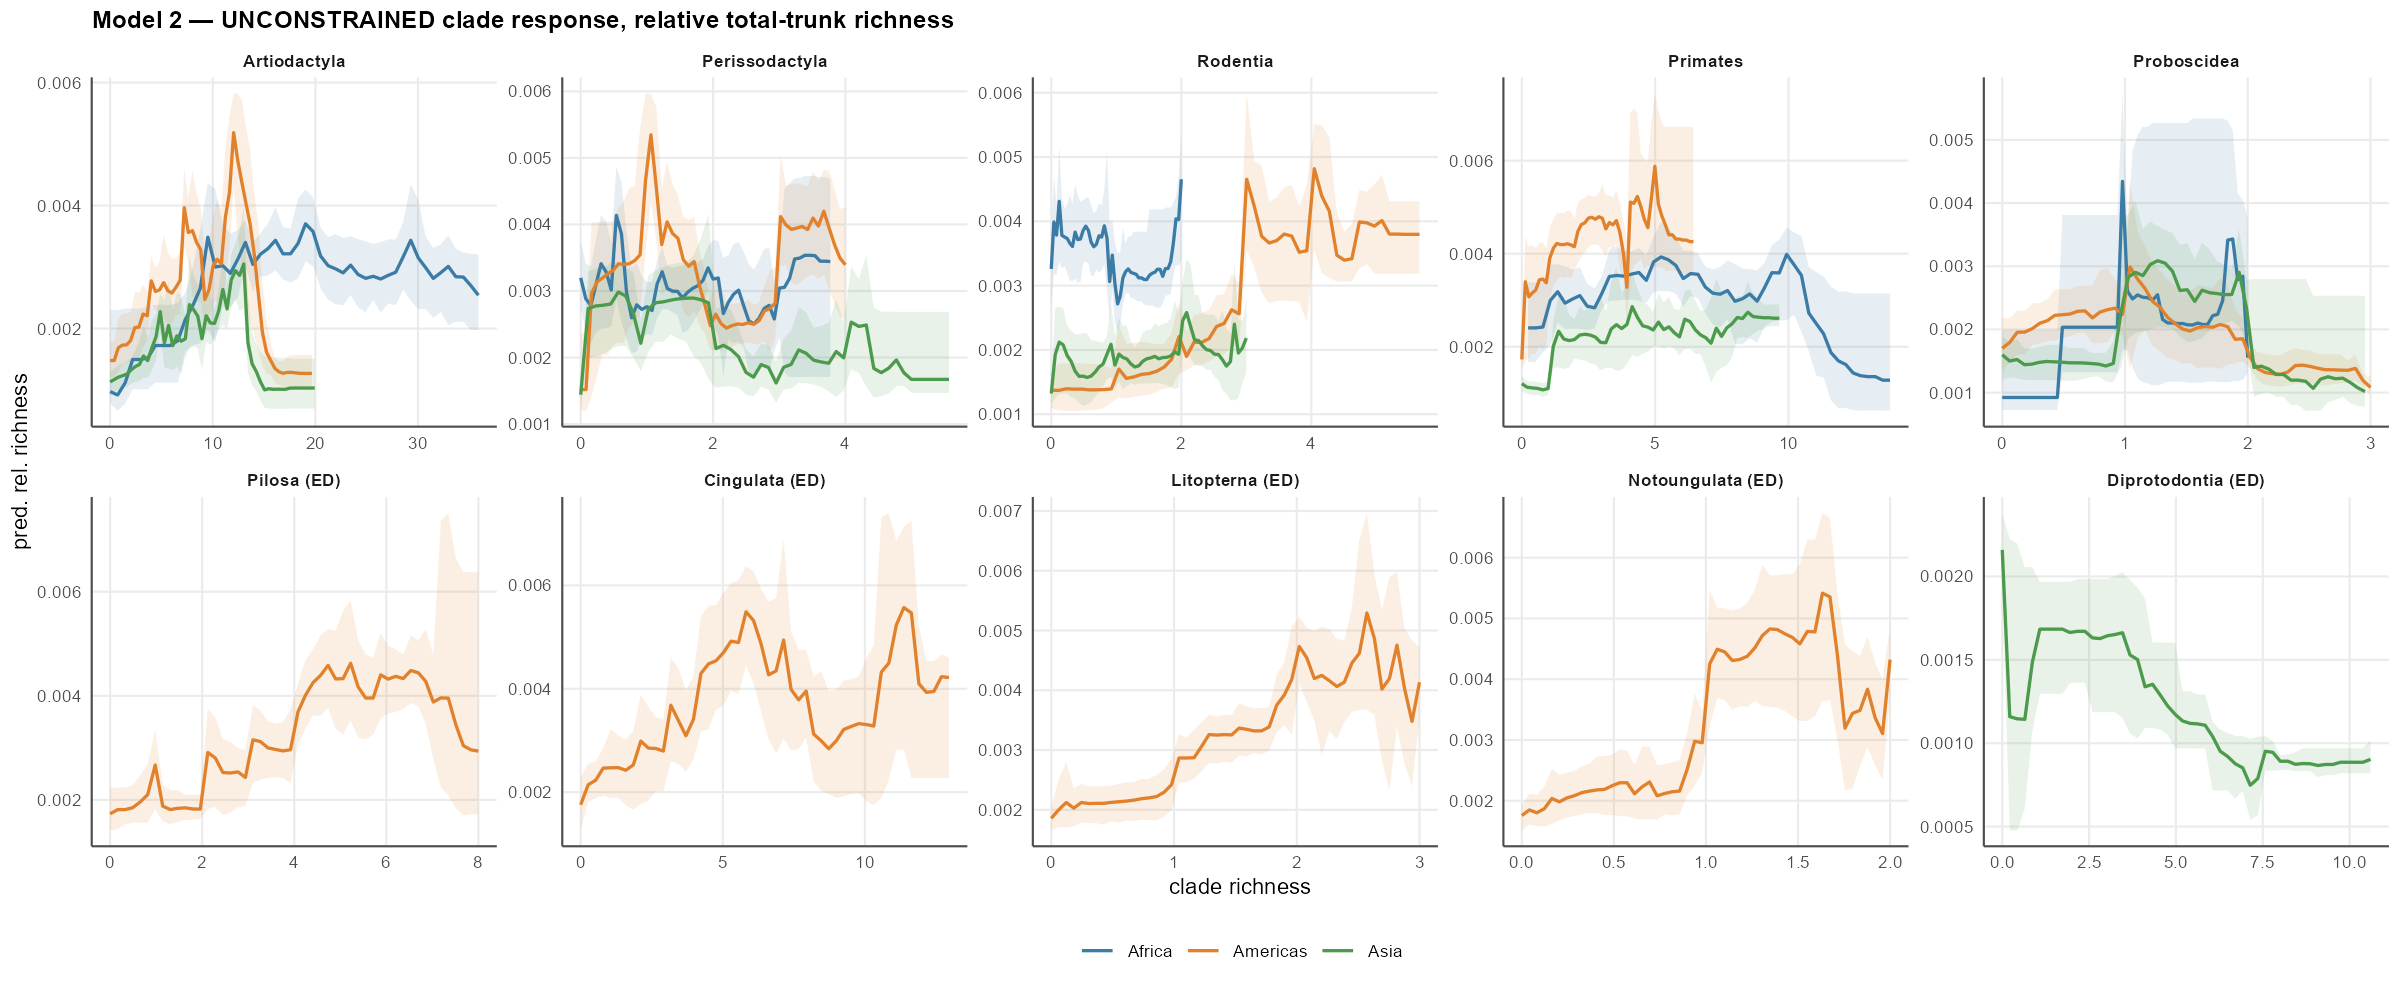 Model 2 — UNCONSTRAINED clade response, relative total-trunk richness
Artiodactyla
Perissodactyla
Rodentia
Primates
Proboscidea
0.006
0.004
0.002
0 10 20 30
0.006
0.005
0.004
0.003
0.002
0.001
0 2 4
0.006
0.005
0.004
0.003
0.002
0.001
0 2 4
0.006
0.004
0.002
0 5 10
0.005
0.004
0.003
0.002
0.001
0 1 2 3
pred. rel. richness
Pilosa (ED)
Cingulata (ED)
Litopterna (ED)
Notoungulata (ED)
Diprotodontia (ED)
0.006
0.004
0.002
0 2 4 6 8
0.006
0.004
0.002
0 5 10
0.007
0.006
0.005
0.004
0.003
0.002
0 1 2 3
0.006
0.005
0.004
0.003
0.002
0.0 0.5 1.0 1.5 2.0
0.0020
0.0015
0.0010
0.0005
0.0 2.5 5.0 7.5 10.0
clade richness
Africa Americas Asia